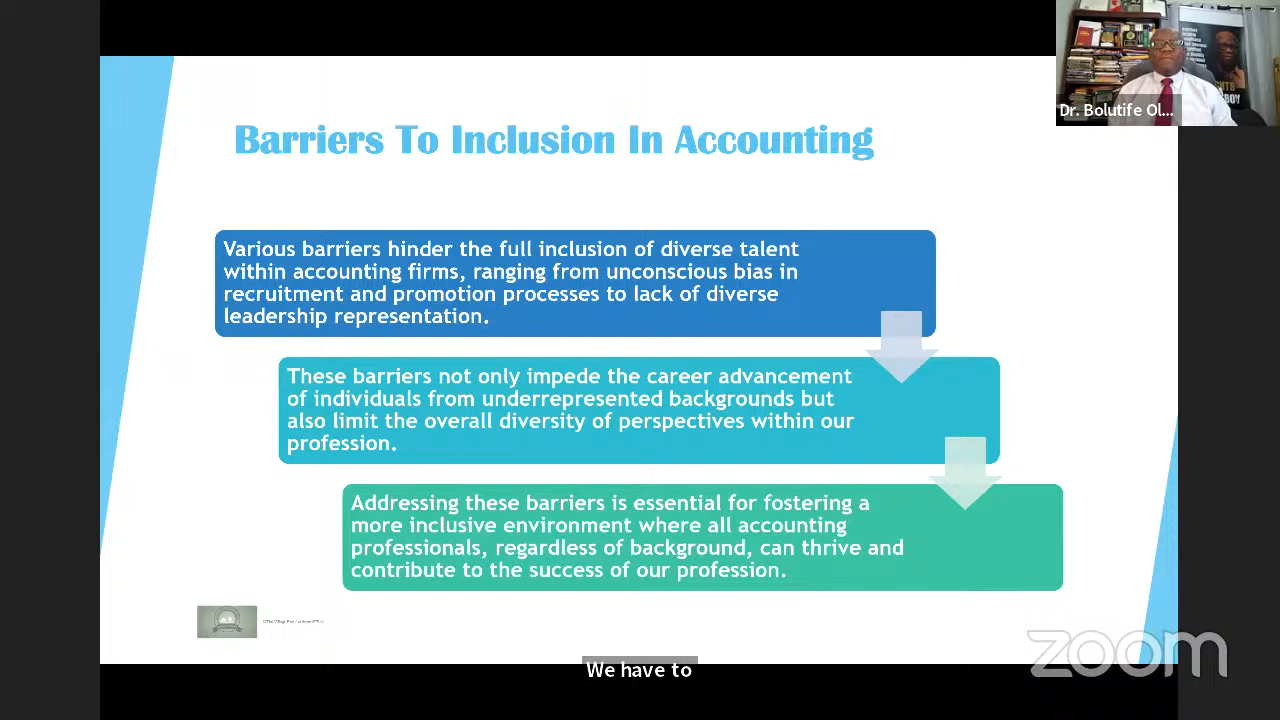 Dr. Bolutife Ol...
Barriers To Inclusion In Accounting
Various barriers hinder the full inclusion of diverse talent
within accounting firms, ranging from unconscious bias in
recruitment and promotion processes to lack of diverse
leadership representation.
These barriers not only impede the career advancement
of individuals from underrepresented backgrounds but
also limit the overall diversity of perspectives within our
profession.
Addressing these barriers is essential for fostering a
more inclusive environment where all accounting
professionals, regardless of background, can thrive and
contribute to the success of our profession.
zoom
We have to